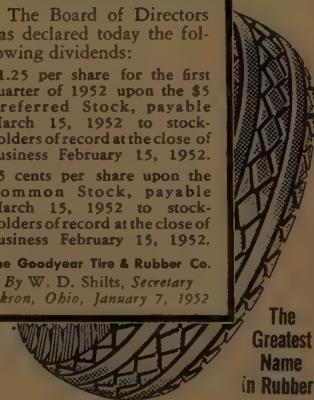 The Board of Directors
as declared today the fol-
owing dividends:
1.25 per share for the first
uarter of 1952 upon the $5
referred Stock, payable
March 15, 1952 to stock-
olders of record at the close of
usiness February 15, 1952.
5 cents per share upon the
ommon Stock, payable
March 15, 1952 to stock-
olders of record at the close of
usiness February 15, 1952.
he Goodyear Tire & Rubber Co.
By W. D. Shilts, Secretary
kron, Ohio, January 7, 1952
The
Greatest
Name
in Rubber